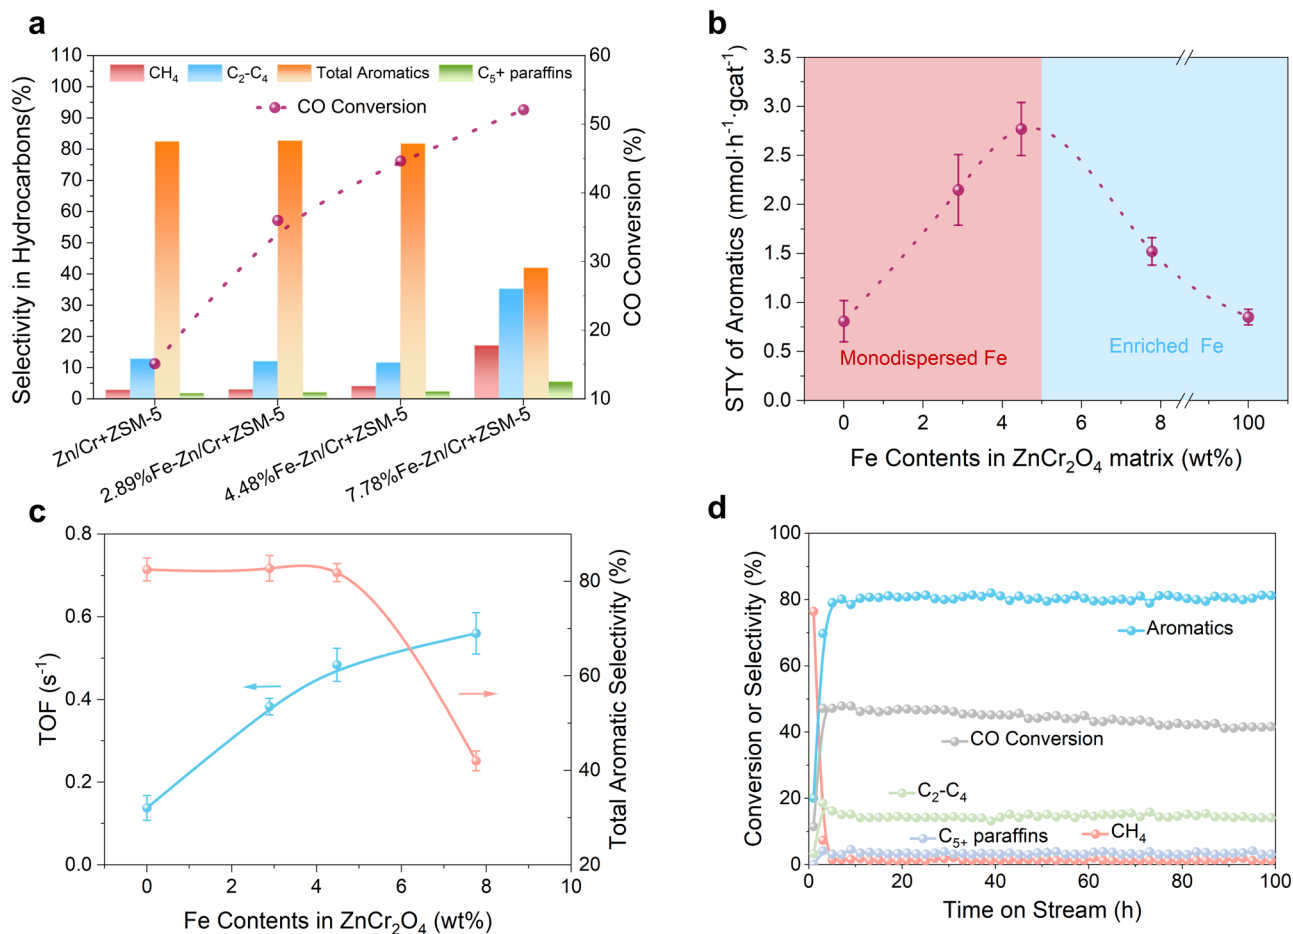 a
110
100
90
80
70
60
50
40
30
20
10
0
Selectivity in Hydrocarbons(%)
CH₄
C₂-C₄
Total Aromatics
C₅₊ paraffins
CO Conversion
60
50
40
30
20
10
CO Conversion (%)
Zn/Cr+ZSM-5
2.89%Fe-Zn/Cr+ZSM-5
4.48%Fe-Zn/Cr+ZSM-5
7.78%Fe-Zn/Cr+ZSM-5
b
3.5
3.0
2.5
2.0
1.5
1.0
0.5
0.0
STY of Aromatics (mmol·h⁻¹·gcat⁻¹)
Monodispersed Fe
Enriched Fe
0 2 4 6 8 100
Fe Contents in ZnCr₂O₄ matrix (wt%)
c
0.8
0.6
0.4
0.2
0.0
TOF (s⁻¹)
80
60
40
20
Total Aromatic Selectivity (%)
0 2 4 6 8 10
Fe Contents in ZnCr₂O₄ (wt%)
d
100
80
60
40
20
0
Conversion or Selectivity (%)
Aromatics
CO Conversion
C₂-C₄
C₅₊ paraffins
CH₄
0 20 40 60 80 100
Time on Stream (h)